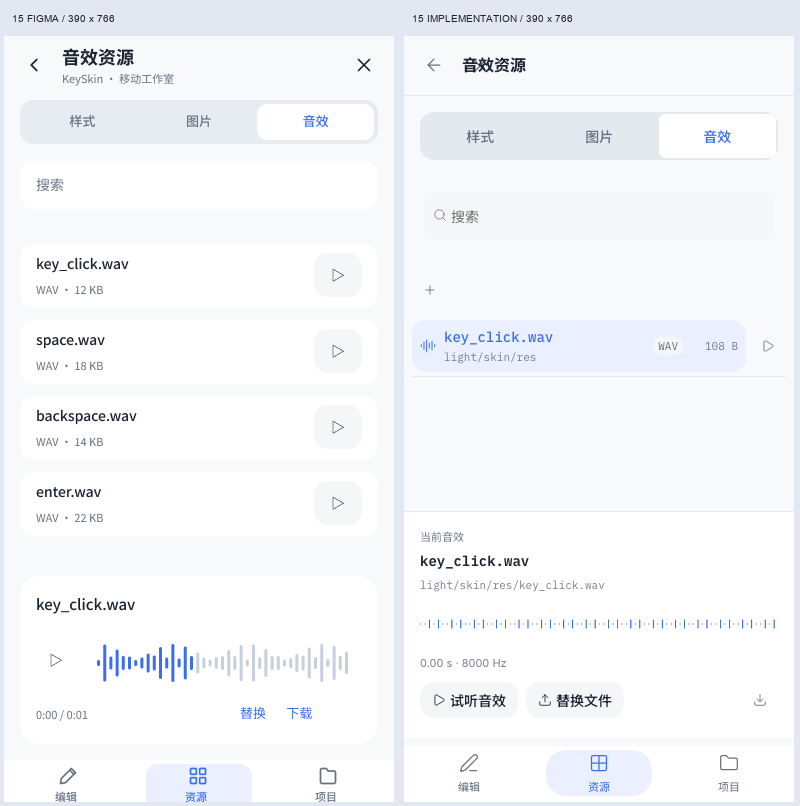 15 FIGMA / 390 x 766
音效资源
KeySkin • 移动工作室
样式
图片
音效
搜索
key_click.wav
WAV • 12 KB
space.wav
WAV • 18 KB
backspace.wav
WAV • 14 KB
enter.wav
WAV • 22 KB
key_click.wav
0:00 / 0:01
替换
下载
编辑
资源
项目
15 IMPLEMENTATION / 390 x 766
音效资源
样式
图片
音效
搜索
+
key_click.wav
light/skin/res
WAV
108 B
当前音效
key_click.wav
light/skin/res/key_click.wav
0.00 s · 8000 Hz
试听音效
替换文件
编辑
资源
项目